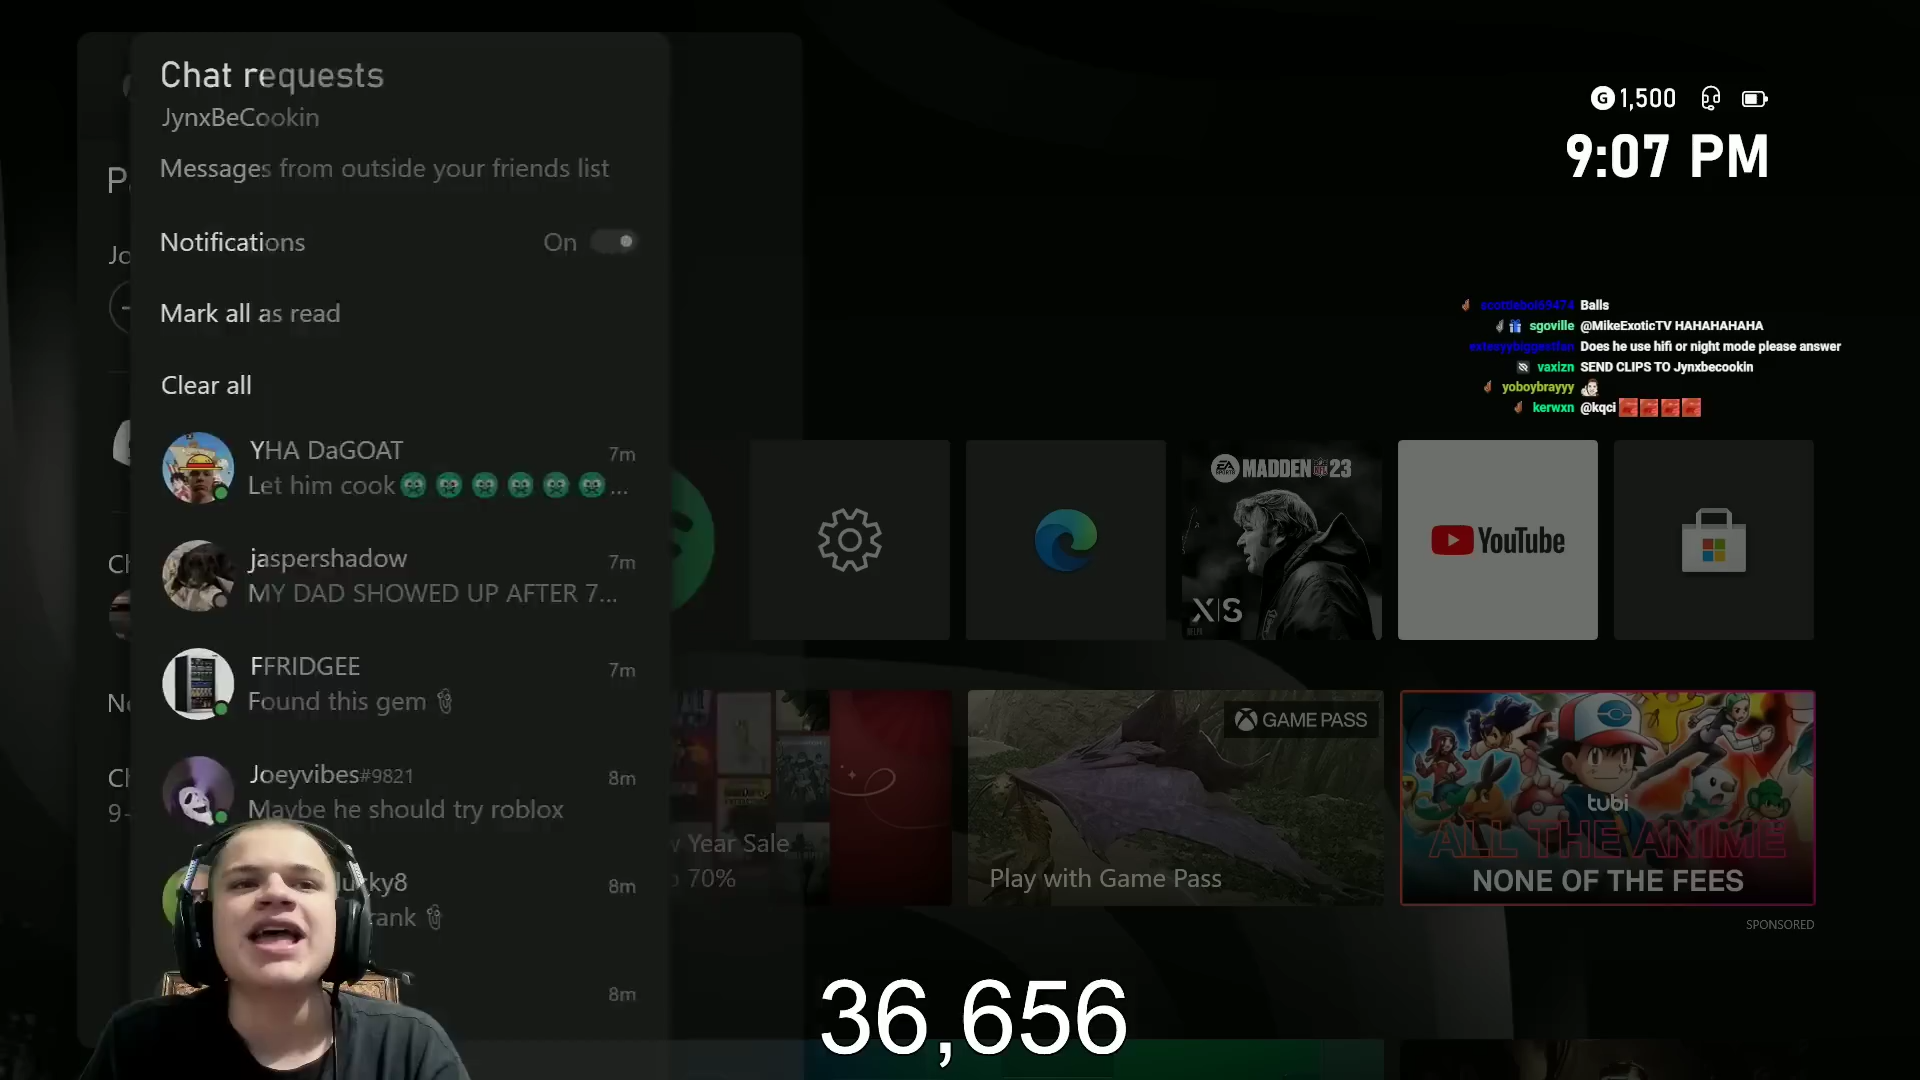 Chat requests
JynxBeCookin
Messages from outside your friends list
Notifications On
Mark all as read
Clear all
YHA DaGOAT 7m
Let him cook🤢🤢🤢🤢🤢🤢...
jaspershadow 7m
MY DAD SHOWED UP AFTER 7...
FFRIDGEE 7m
Found this gem
Joeyvibes#9821 8m
Maybe he should try roblox
8m
8m
G 1,500
9:07 PM
scottieboi69474 Balls
sgoville @MikeExoticTV HAHAHAHAHA
Does he use hifi or night mode please answer
vaxizn SEND CLIPS TO Jynxbecookin
yoboybrayyy
kerwxn @kqci
EA SPORTS MADDEN NFL 23
X|S
YouTube
Year Sale
70%
GAME PASS
Play with Game Pass
tubi
ALL THE ANIME
NONE OF THE FEES
SPONSORED
36,656